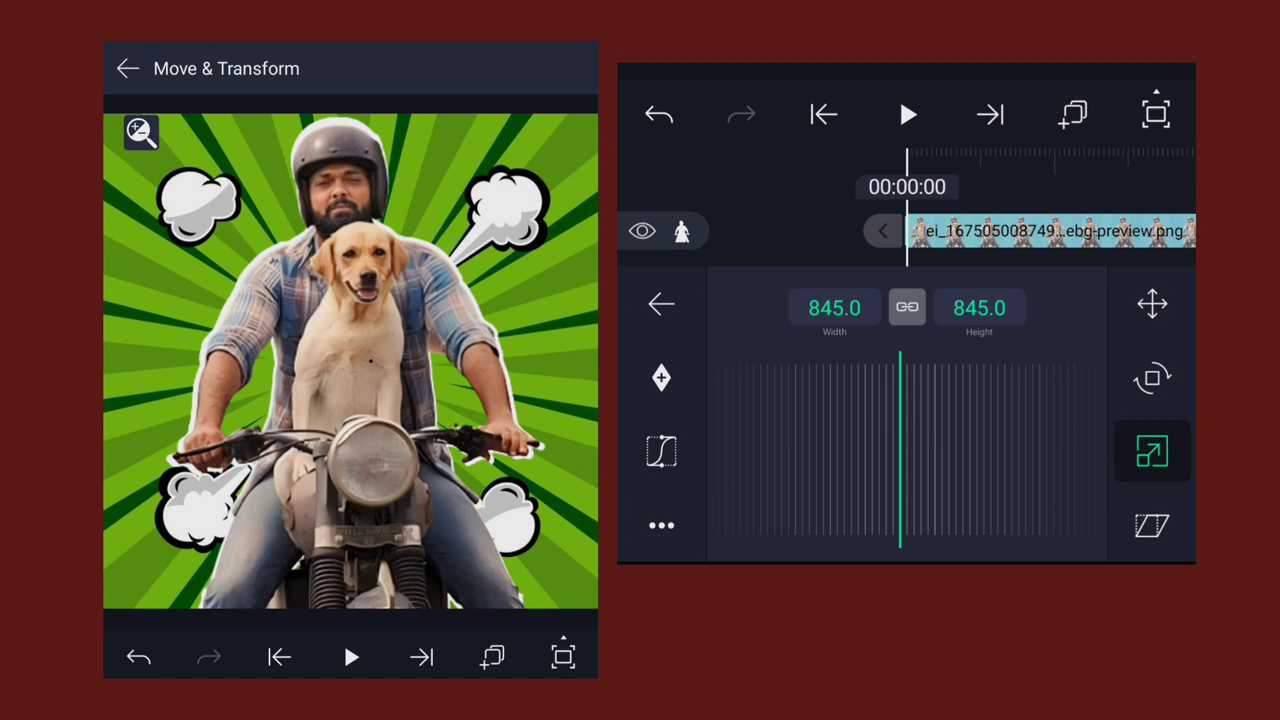 Move & Transform
00:00:00
ei_167505008749...ebg-preview.png
845.0
845.0
Width
Height